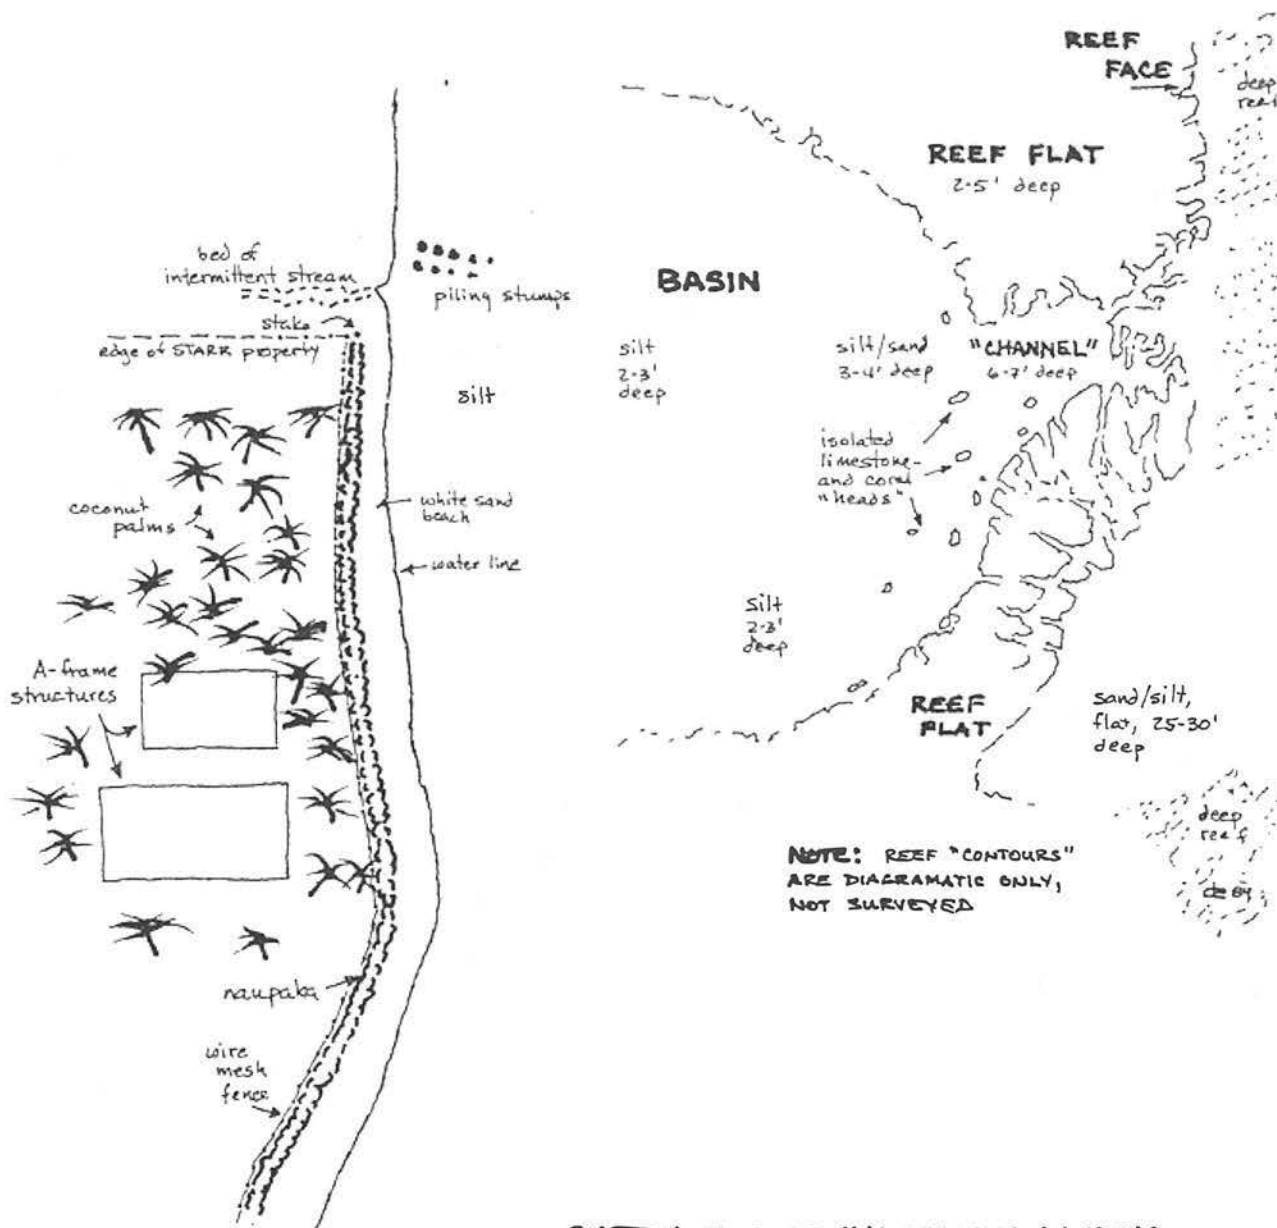 REEF
FACE
deep
reef
REEF FLAT
2-5' deep
bed of
intermittent stream
piling stumps
BASIN
stake
edge of STARR property
silt
2-3'
deep
silt/sand
3-4' deep
"CHANNEL"
6-7' deep
silt
isolated
limestone
and coral
"heads"
coconut
palms
white sand
beach
water line
silt
2-3'
deep
A-frame
structures
REEF
FLAT
sand/silt,
flat, 25-30'
deep
deep
reef
NOTE: REEF "CONTOURS"
ARE DIAGRAMATIC ONLY,
NOT SURVEYED
naupaka
wire
mesh
fence